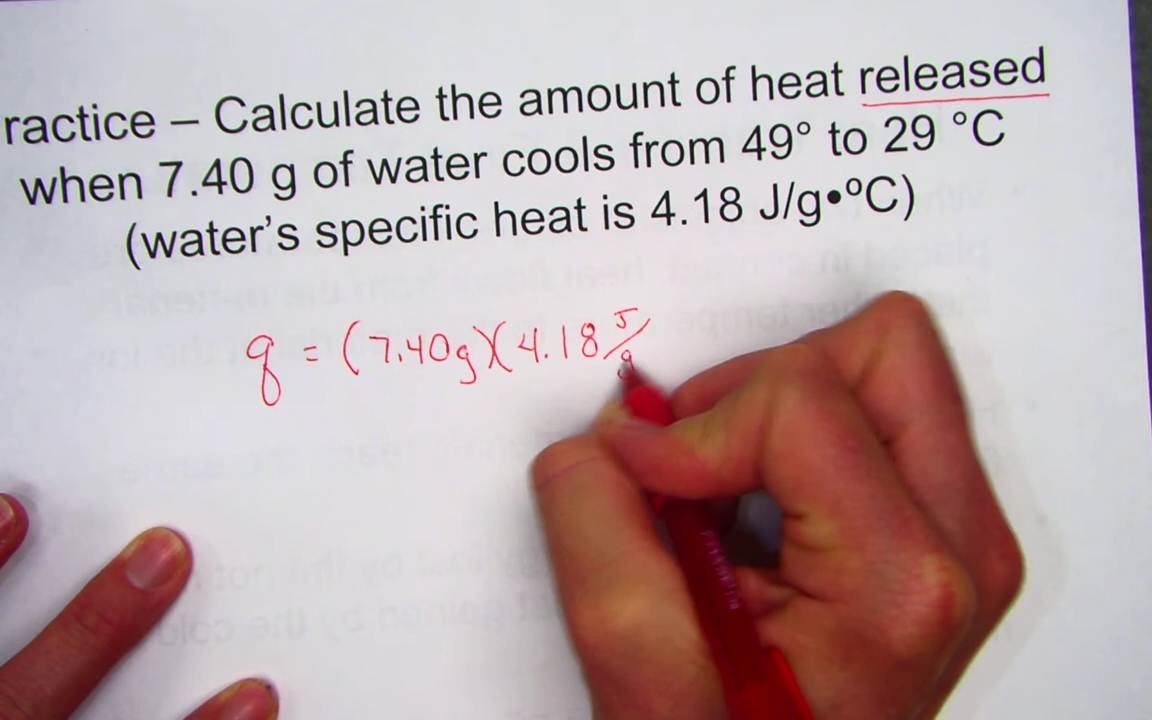 ractice – Calculate the amount of heat released
when 7.40 g of water cools from 49° to 29 °C
(water's specific heat is 4.18 J/g•ºC)
q = (7.40g)(4.18 J/g